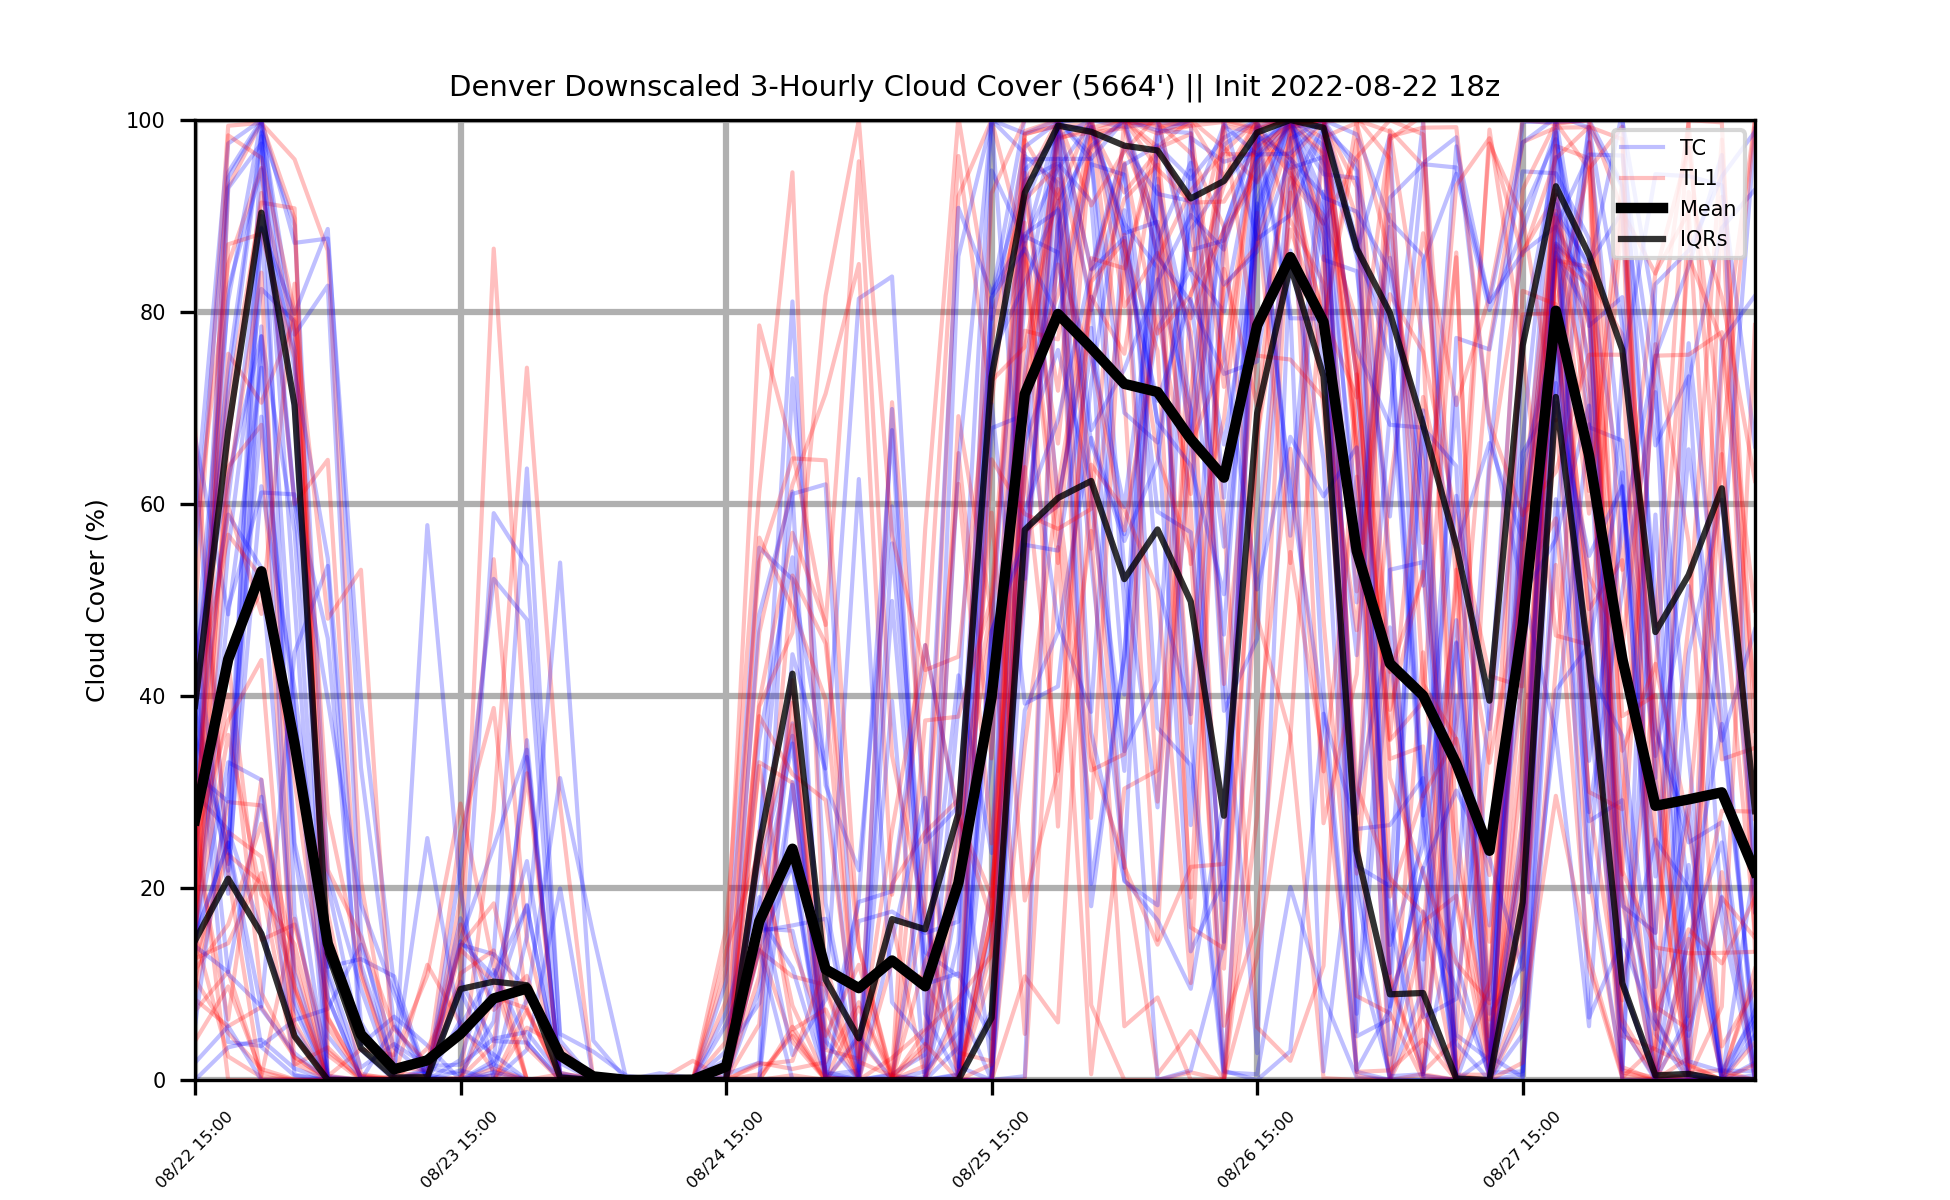 Denver Downscaled 3-Hourly Cloud Cover (5664') || Init 2022-08-22 18z
Cloud Cover (%)
100
80
60
40
20
0
TC
TL1
Mean
IQRs
08/22 15:00
08/23 15:00
08/24 15:00
08/25 15:00
08/26 15:00
08/27 15:00